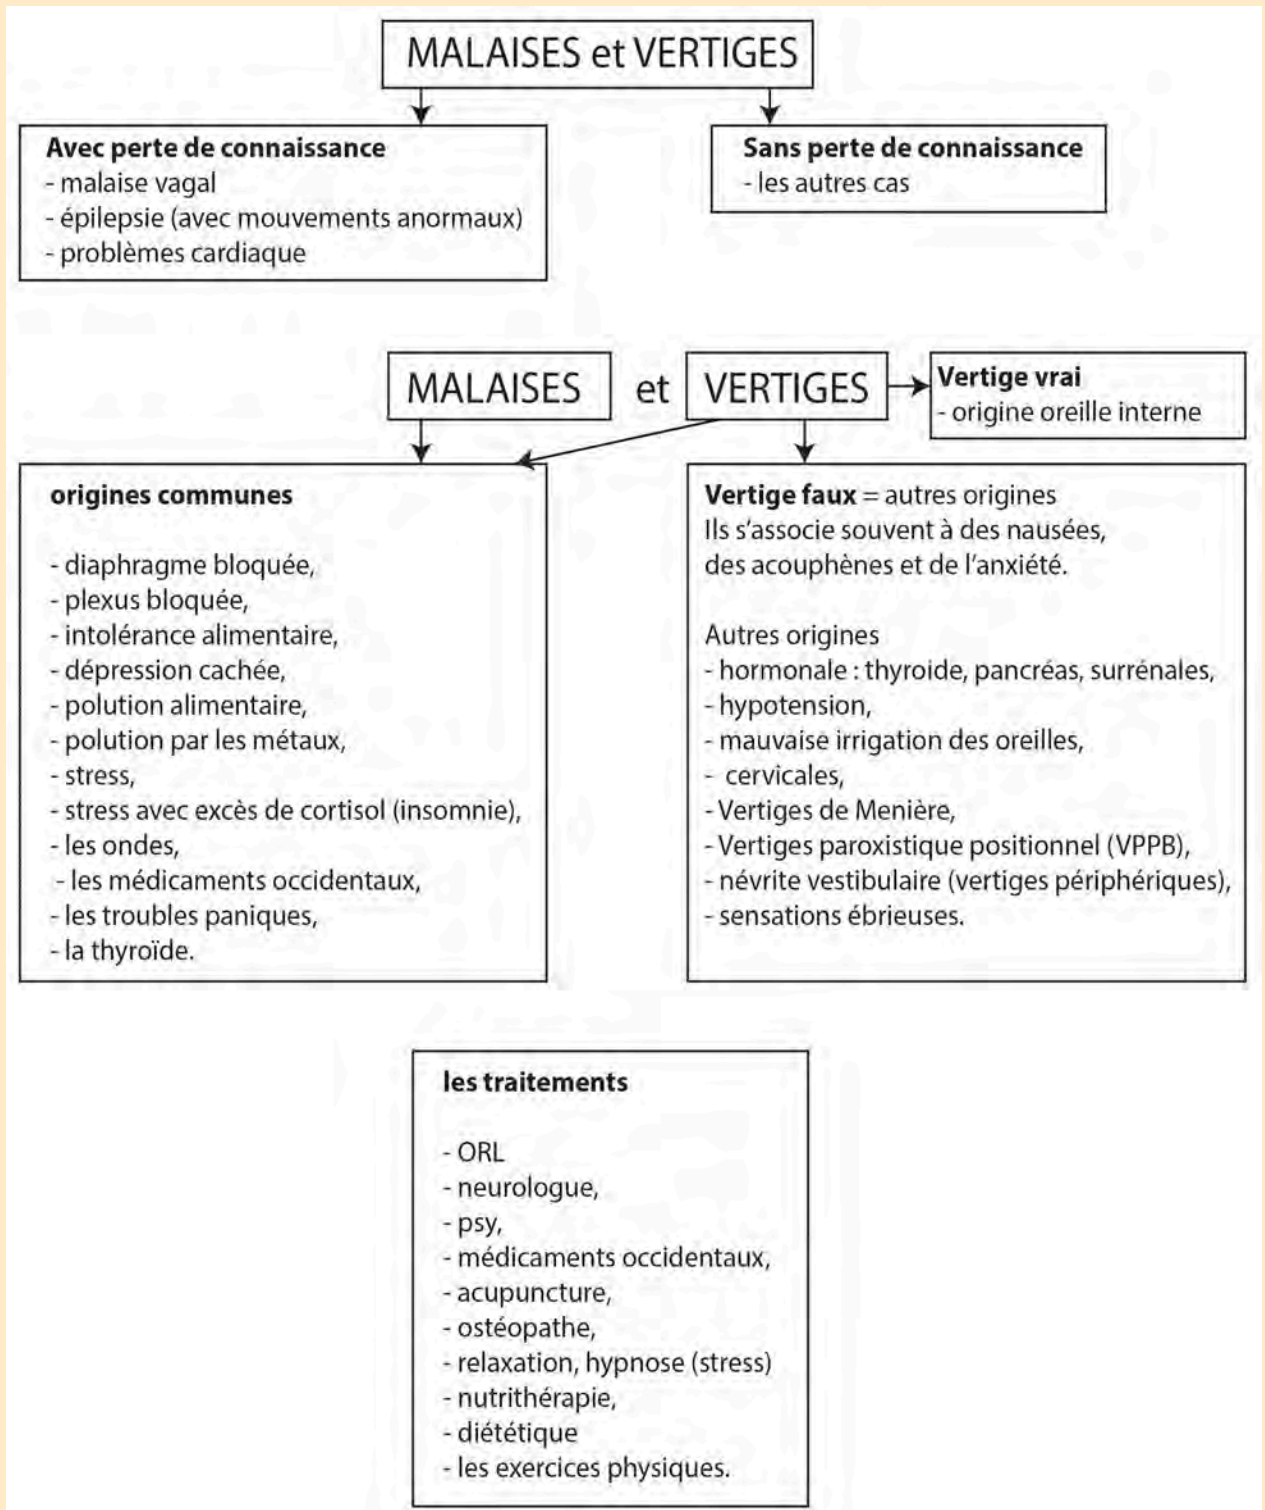 MALAISES et VERTIGES
Avec perte de connaissance
- malaise vagal
- épilepsie (avec mouvements anormaux)
- problèmes cardiaque
Sans perte de connaissance
- les autres cas
MALAISES et VERTIGES
Vertige vrai
- origine oreille interne
origines communes
- diaphragme bloquée,
- plexus bloquée,
- intolérance alimentaire,
- dépression cachée,
- polution alimentaire,
- polution par les métaux,
- stress,
- stress avec excès de cortisol (insomnie),
- les ondes,
- les médicaments occidentaux,
- les troubles paniques,
- la thyroïde.
Vertige faux = autres origines
Ils s'associe souvent à des nausées,
des acouphènes et de l'anxiété.
Autres origines
- hormonale : thyroide, pancréas, surrénales,
- hypotension,
- mauvaise irrigation des oreilles,
- cervicales,
- Vertiges de Menière,
- Vertiges paroxistique positionnel (VPPB),
- névrite vestibulaire (vertiges périphériques),
- sensations ébrieuses.
les traitements
- ORL
- neurologue,
- psy,
- médicaments occidentaux,
- acupuncture,
- ostéopathe,
- relaxation, hypnose (stress)
- nutrithérapie,
- diététique
- les exercices physiques.